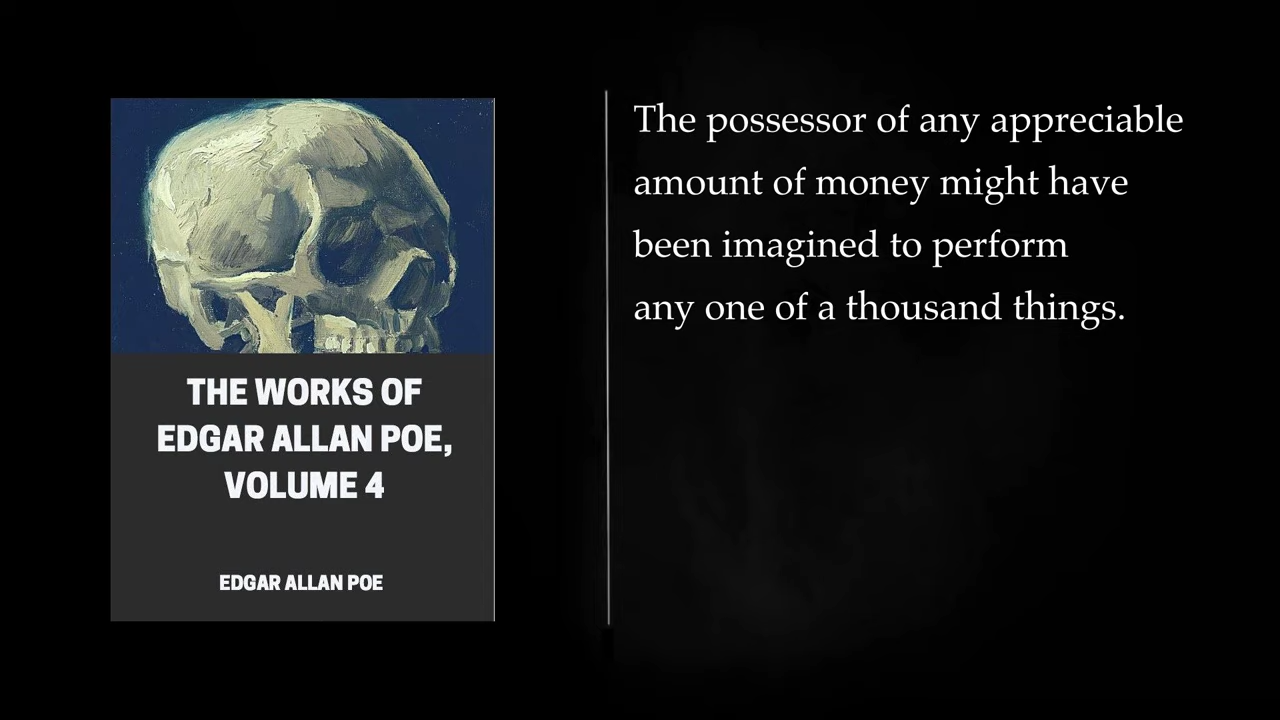 THE WORKS OF
EDGAR ALLAN POE,
VOLUME 4
EDGAR ALLAN POE
The possessor of any appreciable
amount of money might have
been imagined to perform
any one of a thousand things.